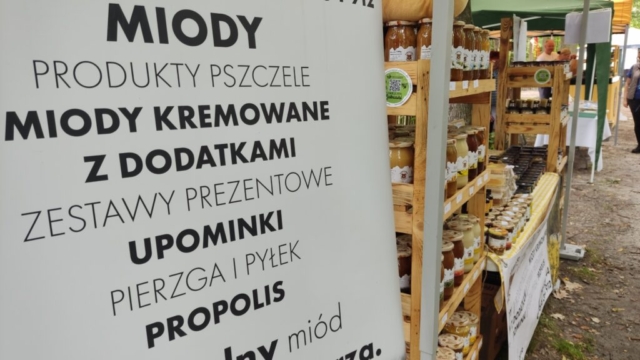 MIODY
PRODUKTY PSZCZELE
MIODY KREMOWANE
Z DODATKAMI
ZESTAWY PREZENTOWE
UPOMINKI
PIERZGA I PYŁEK
PROPOLIS
miód